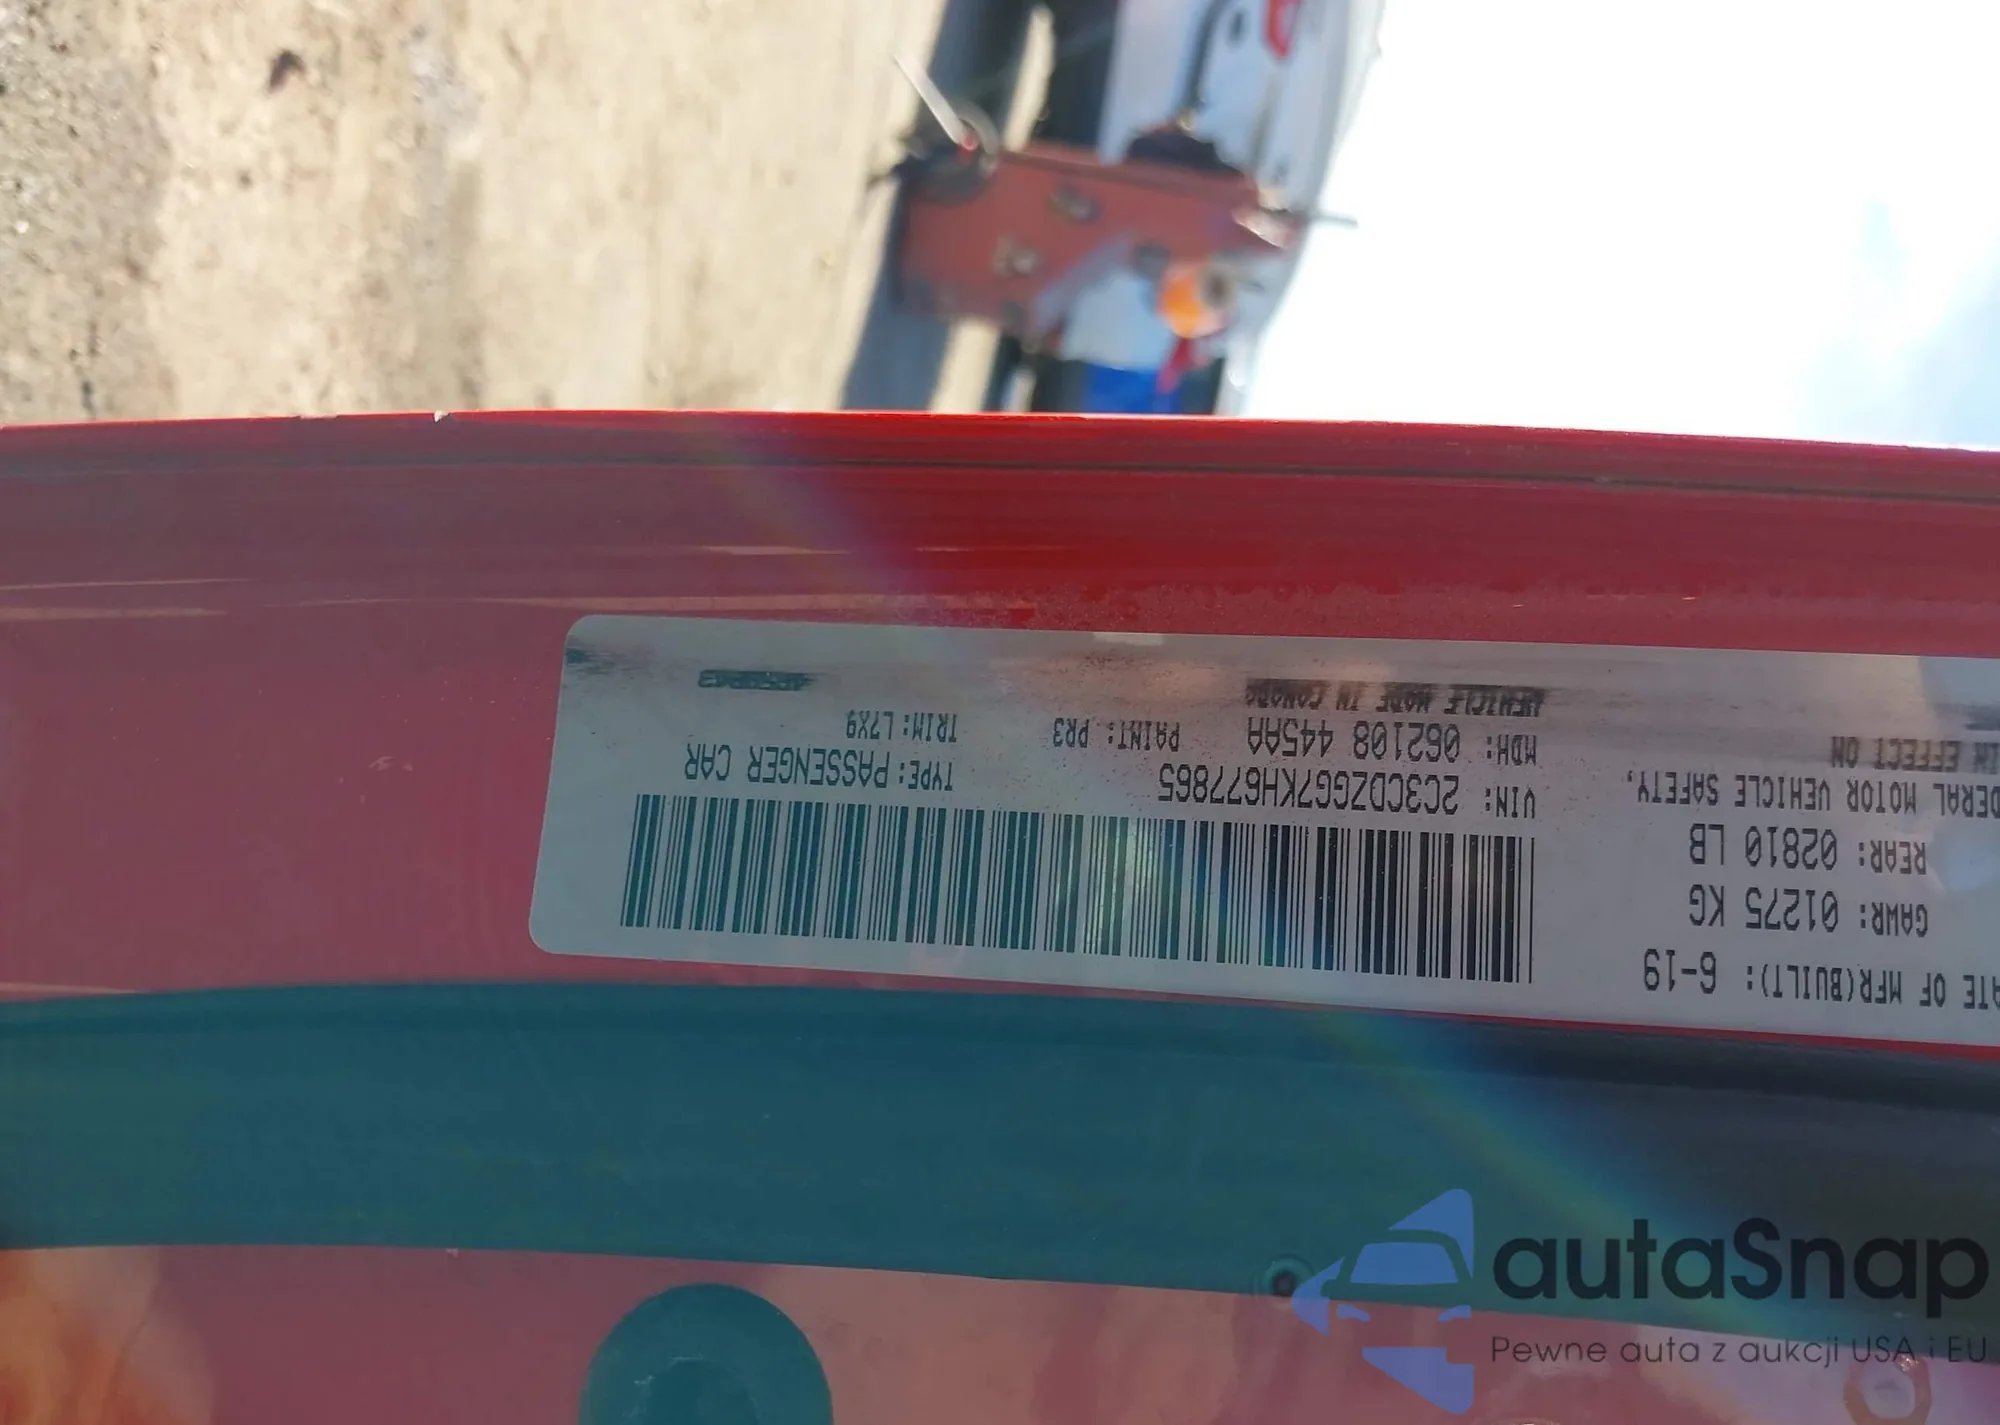 ATE OF MFR(BUILT): 6-19
GAWR: 01275 KG
REAR: 02810 LB
DERAL MOTOR VEHICLE SAFETY,
IN EFFECT ON
VIN: 2C3CDZGG7KH677865
TYPE: PASSENGER CAR
MDH: 062108 445AA
PAINT: PR3
TRIM: L7X9
VEHICLE MADE IN CANADA
autaSnap
Pewne auta z aukcji USA i EU